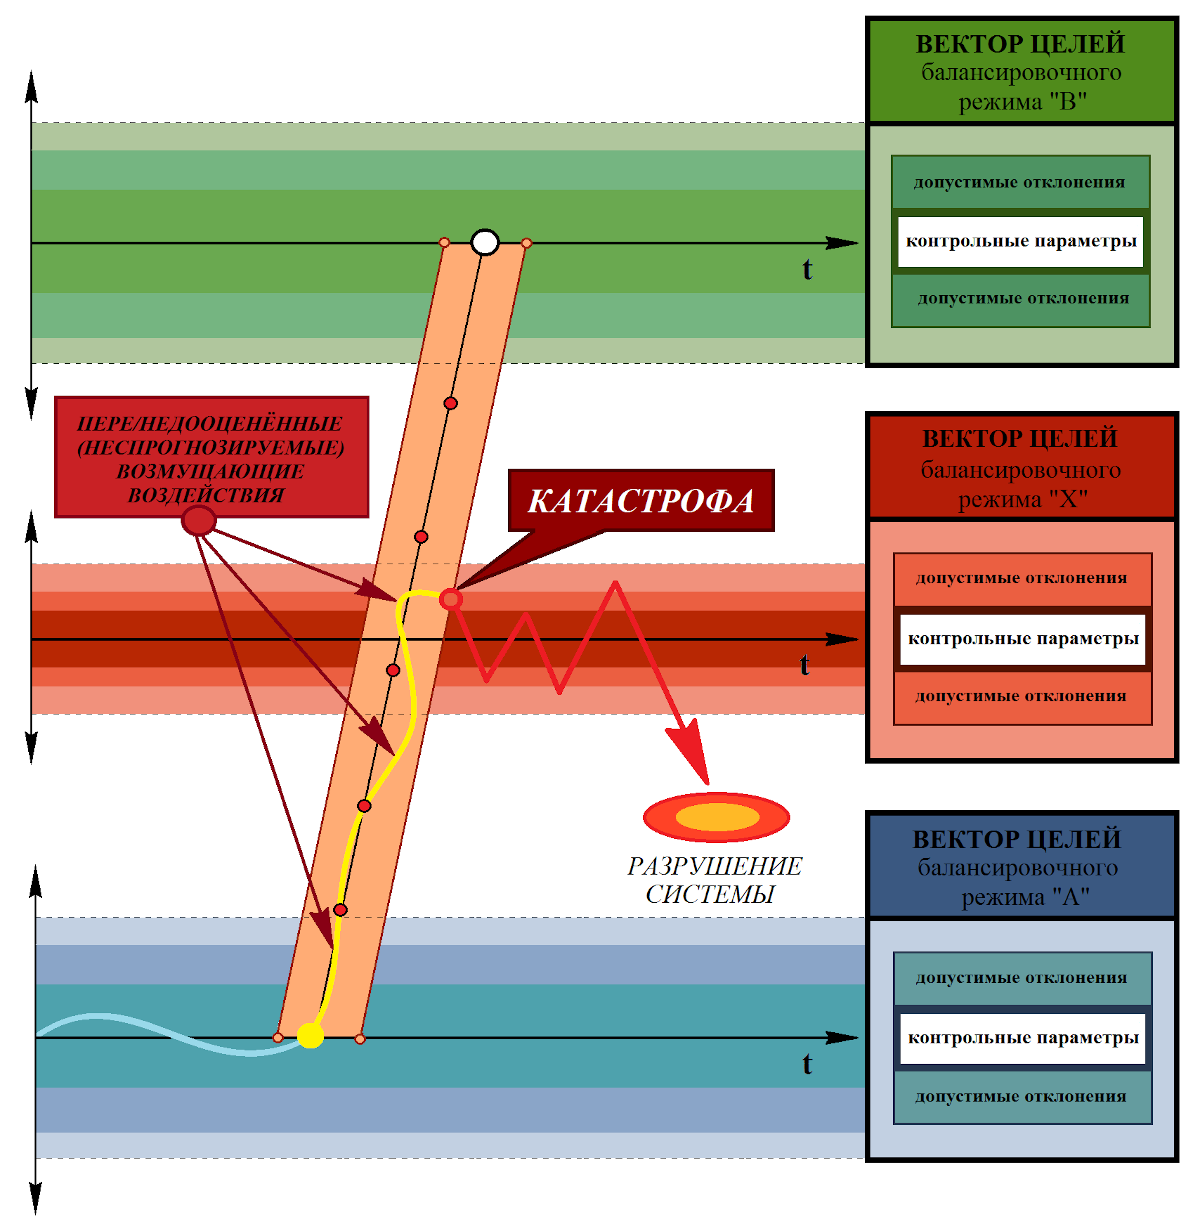 ВЕКТОР ЦЕЛЕЙ
балансировочного
режима "В"
допустимые отклонения
контрольные параметры
допустимые отклонения
t
ПЕРЕ/НЕДООЦЕНЁННЫЕ
(НЕСПРОГНОЗИРУЕМЫЕ)
ВОЗМУЩАЮЩИЕ
ВОЗДЕЙСТВИЯ
КАТАСТРОФА
ВЕКТОР ЦЕЛЕЙ
балансировочного
режима "Х"
допустимые отклонения
контрольные параметры
допустимые отклонения
t
РАЗРУШЕНИЕ
СИСТЕМЫ
ВЕКТОР ЦЕЛЕЙ
балансировочного
режима "А"
допустимые отклонения
контрольные параметры
допустимые отклонения
t